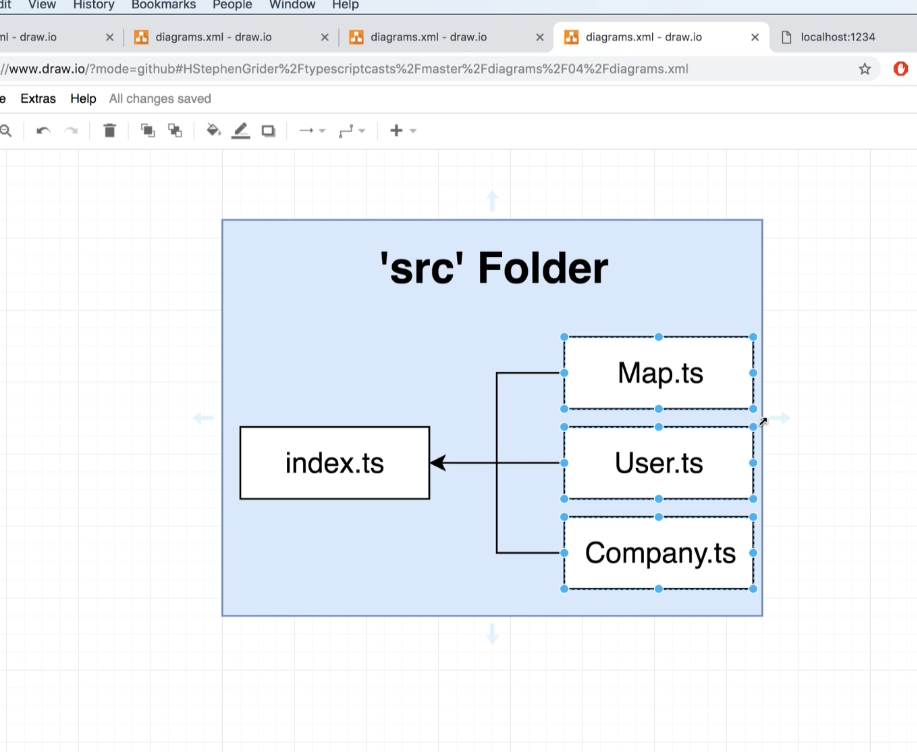 dit View History Bookmarks People Window Help
ml - draw.io diagrams.xml - draw.io diagrams.xml - draw.io diagrams.xml - draw.io localhost:1234
//www.draw.io/?mode=github#HStephenGrider%2Ftypescriptcasts%2Fmaster%2Fdiagrams%2F04%2Fdiagrams.xml
e Extras Help All changes saved
'src' Folder
Map.ts
index.ts User.ts
Company.ts